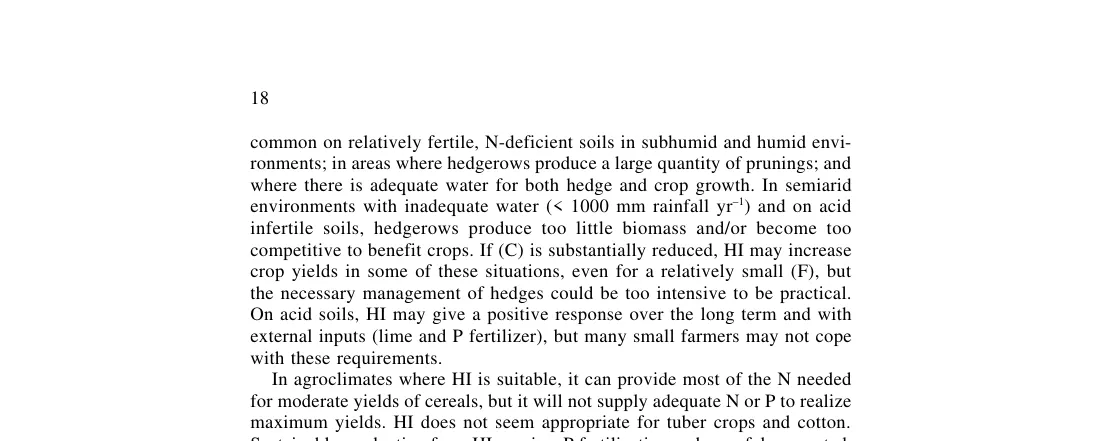 18
common on relatively fertile, N-deficient soils in subhumid and humid envi-
ronments; in areas where hedgerows produce a large quantity of prunings; and
where there is adequate water for both hedge and crop growth. In semiarid
environments with inadequate water (< 1000 mm rainfall yr⁻¹) and on acid
infertile soils, hedgerows produce too little biomass and/or become too
competitive to benefit crops. If (C) is substantially reduced, HI may increase
crop yields in some of these situations, even for a relatively small (F), but
the necessary management of hedges could be too intensive to be practical.
On acid soils, HI may give a positive response over the long term and with
external inputs (lime and P fertilizer), but many small farmers may not cope
with these requirements.
In agroclimates where HI is suitable, it can provide most of the N needed
for moderate yields of cereals, but it will not supply adequate N or P to realize
maximum yields. HI does not seem appropriate for tuber crops and cotton.